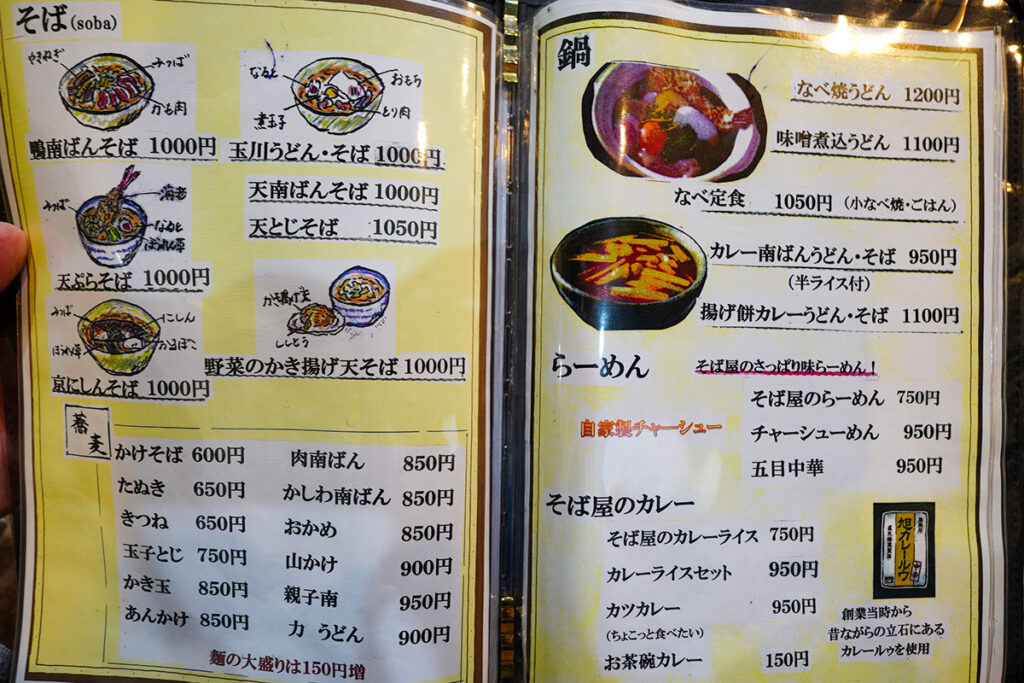 そば(soba)
やきねぎ
みつば
かも肉
鴨南ばんそば 1000円
なると
おもち
煮玉子
とり肉
玉川うどん・そば 1000円
みつば
海老
なると
ほうれん草
天ぷらそば 1000円
天南ばんそば 1000円
天とじそば 1050円
みつば
にしん
ほうれん草
かまぼこ
京にしんそば 1000円
かき揚げ天
ししとう
野菜のかき揚げ天そば 1000円
蕎麦
かけそば 600円
たぬき 650円
きつね 650円
玉子とじ 750円
かき玉 850円
あんかけ 850円
肉南ばん 850円
かしわ南ばん 850円
おかめ 850円
山かけ 900円
親子南 950円
力 うどん 900円
麺の大盛りは150円増
鍋
なべ焼うどん 1200円
味噌煮込うどん 1100円
なべ定食 1050円 (小なべ焼・ごはん)
カレー南ばんうどん・そば 950円
(半ライス付)
揚げ餅カレーうどん・そば 1100円
らーめん
そば屋のさっぱり味らーめん!
自家製チャーシュー
そば屋のらーめん 750円
チャーシューめん 950円
五目中華 950円
そば屋のカレー
そば屋のカレーライス 750円
カレーライスセット 950円
カツカレー 950円
(ちょこっと食べたい)
お茶碗カレー 150円
旭カレールウ
創業当時から
昔ながらの立石にある
カレールゥを使用